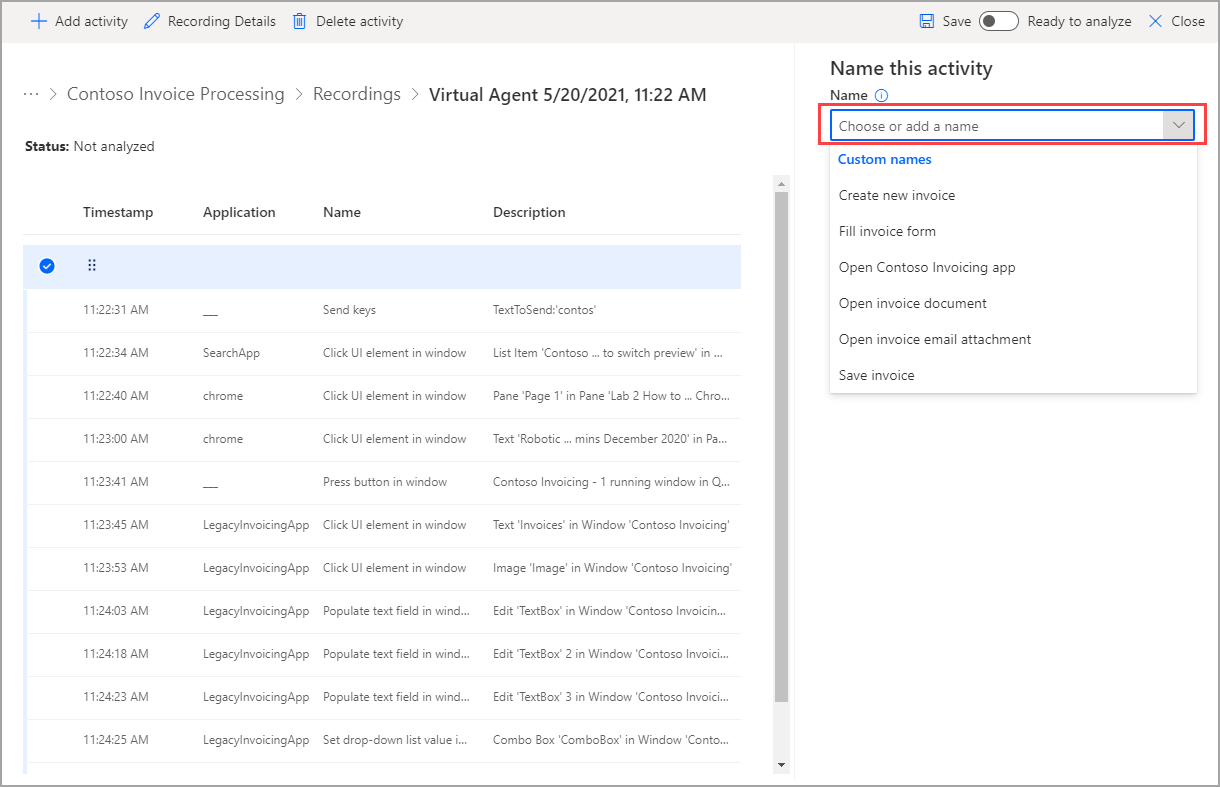 Add activity Recording Details Delete activity Save Ready to analyze Close
··· > Contoso Invoice Processing > Recordings > Virtual Agent 5/20/2021, 11:22 AM
Status: Not analyzed
Timestamp Application Name Description
11:22:31 AM ___ Send keys TextToSend:'contos'
11:22:34 AM SearchApp Click UI element in window List Item 'Contoso ... to switch preview' in ...
11:22:40 AM chrome Click UI element in window Pane 'Page 1' in Pane 'Lab 2 How to ... Chro...
11:23:00 AM chrome Click UI element in window Text 'Robotic ... mins December 2020' in Pa...
11:23:41 AM ___ Press button in window Contoso Invoicing - 1 running window in Q...
11:23:45 AM LegacyInvoicingApp Click UI element in window Text 'Invoices' in Window 'Contoso Invoicing'
11:23:53 AM LegacyInvoicingApp Click UI element in window Image 'Image' in Window 'Contoso Invoicing'
11:24:03 AM LegacyInvoicingApp Populate text field in wind... Edit 'TextBox' in Window 'Contoso Invoicin...
11:24:18 AM LegacyInvoicingApp Populate text field in wind... Edit 'TextBox' 2 in Window 'Contoso Invoici...
11:24:23 AM LegacyInvoicingApp Populate text field in wind... Edit 'TextBox' 3 in Window 'Contoso Invoici...
11:24:25 AM LegacyInvoicingApp Set drop-down list value i... Combo Box 'ComboBox' in Window 'Conto...
Name this activity
Name
Choose or add a name
Custom names
Create new invoice
Fill invoice form
Open Contoso Invoicing app
Open invoice document
Open invoice email attachment
Save invoice